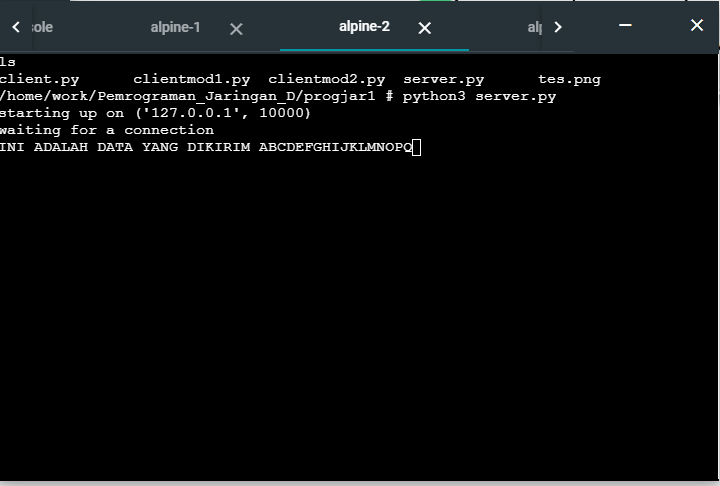 ole alpine-1 alpine-2 alp
ls
client.py clientmod1.py clientmod2.py server.py tes.png
/home/work/Pemrograman_Jaringan_D/progjar1 # python3 server.py
starting up on ('127.0.0.1', 10000)
waiting for a connection
INI ADALAH DATA YANG DIKIRIM ABCDEFGHIJKLMNOPQ